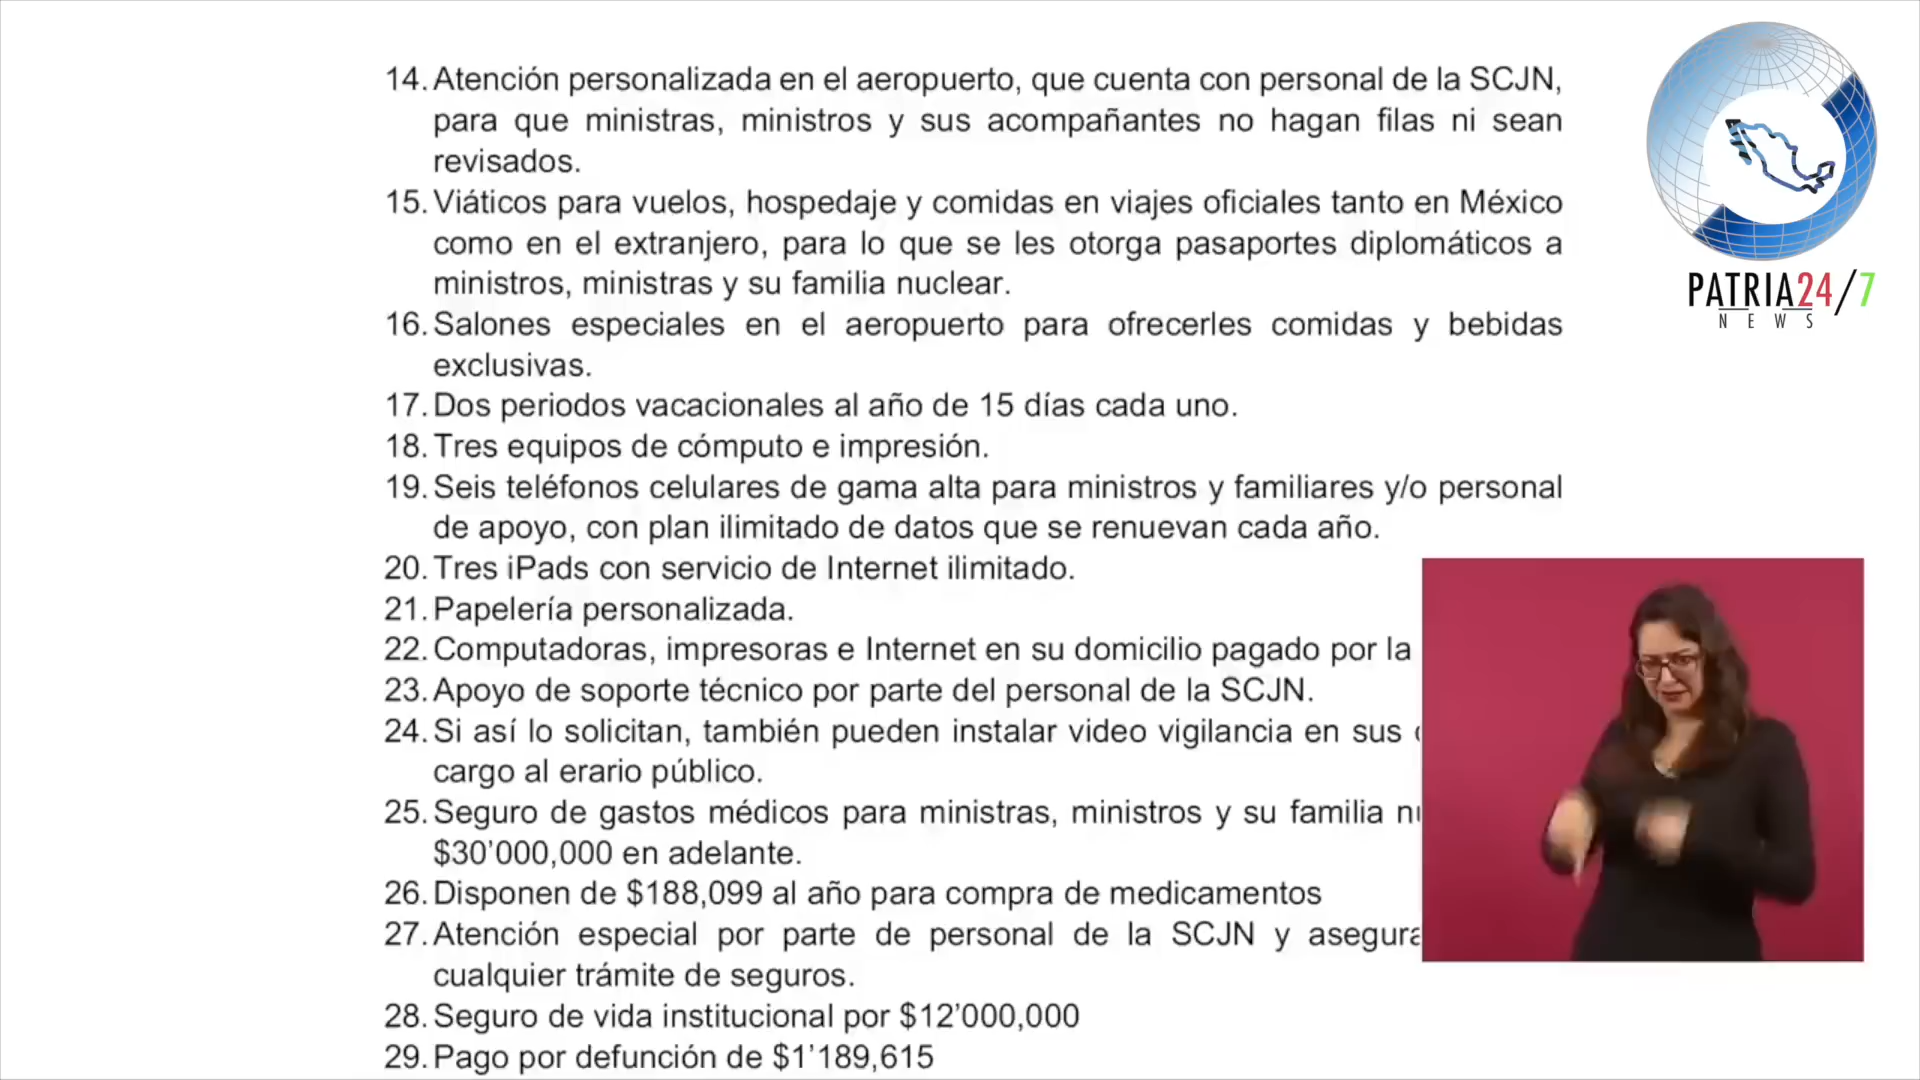 14. Atención personalizada en el aeropuerto, que cuenta con personal de la SCJN,
para que ministras, ministros y sus acompañantes no hagan filas ni sean
revisados.
15. Viáticos para vuelos, hospedaje y comidas en viajes oficiales tanto en México
como en el extranjero, para lo que se les otorga pasaportes diplomáticos a
ministros, ministras y su familia nuclear.
16. Salones especiales en el aeropuerto para ofrecerles comidas y bebidas
exclusivas.
17. Dos periodos vacacionales al año de 15 días cada uno.
18. Tres equipos de cómputo e impresión.
19. Seis teléfonos celulares de gama alta para ministros y familiares y/o personal
de apoyo, con plan ilimitado de datos que se renuevan cada año.
20. Tres iPads con servicio de Internet ilimitado.
21. Papelería personalizada.
22. Computadoras, impresoras e Internet en su domicilio pagado por la
23. Apoyo de soporte técnico por parte del personal de la SCJN.
24. Si así lo solicitan, también pueden instalar video vigilancia en sus
cargo al erario público.
25. Seguro de gastos médicos para ministras, ministros y su familia
$30'000,000 en adelante.
26. Disponen de $188,099 al año para compra de medicamentos
27. Atención especial por parte de personal de la SCJN y
cualquier trámite de seguros.
28. Seguro de vida institucional por $12'000,000
29. Pago por defunción de $1'189,615
PATRIA24/7
NEWS